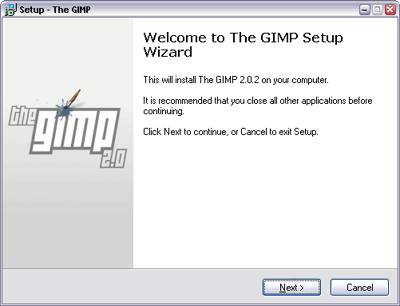 Setup - The GIMP
Welcome to The GIMP Setup
Wizard
This will install The GIMP 2.0.2 on your computer.
It is recommended that you close all other applications before
continuing.
Click Next to continue, or Cancel to exit Setup.
the
gimp
2.0
Next >
Cancel